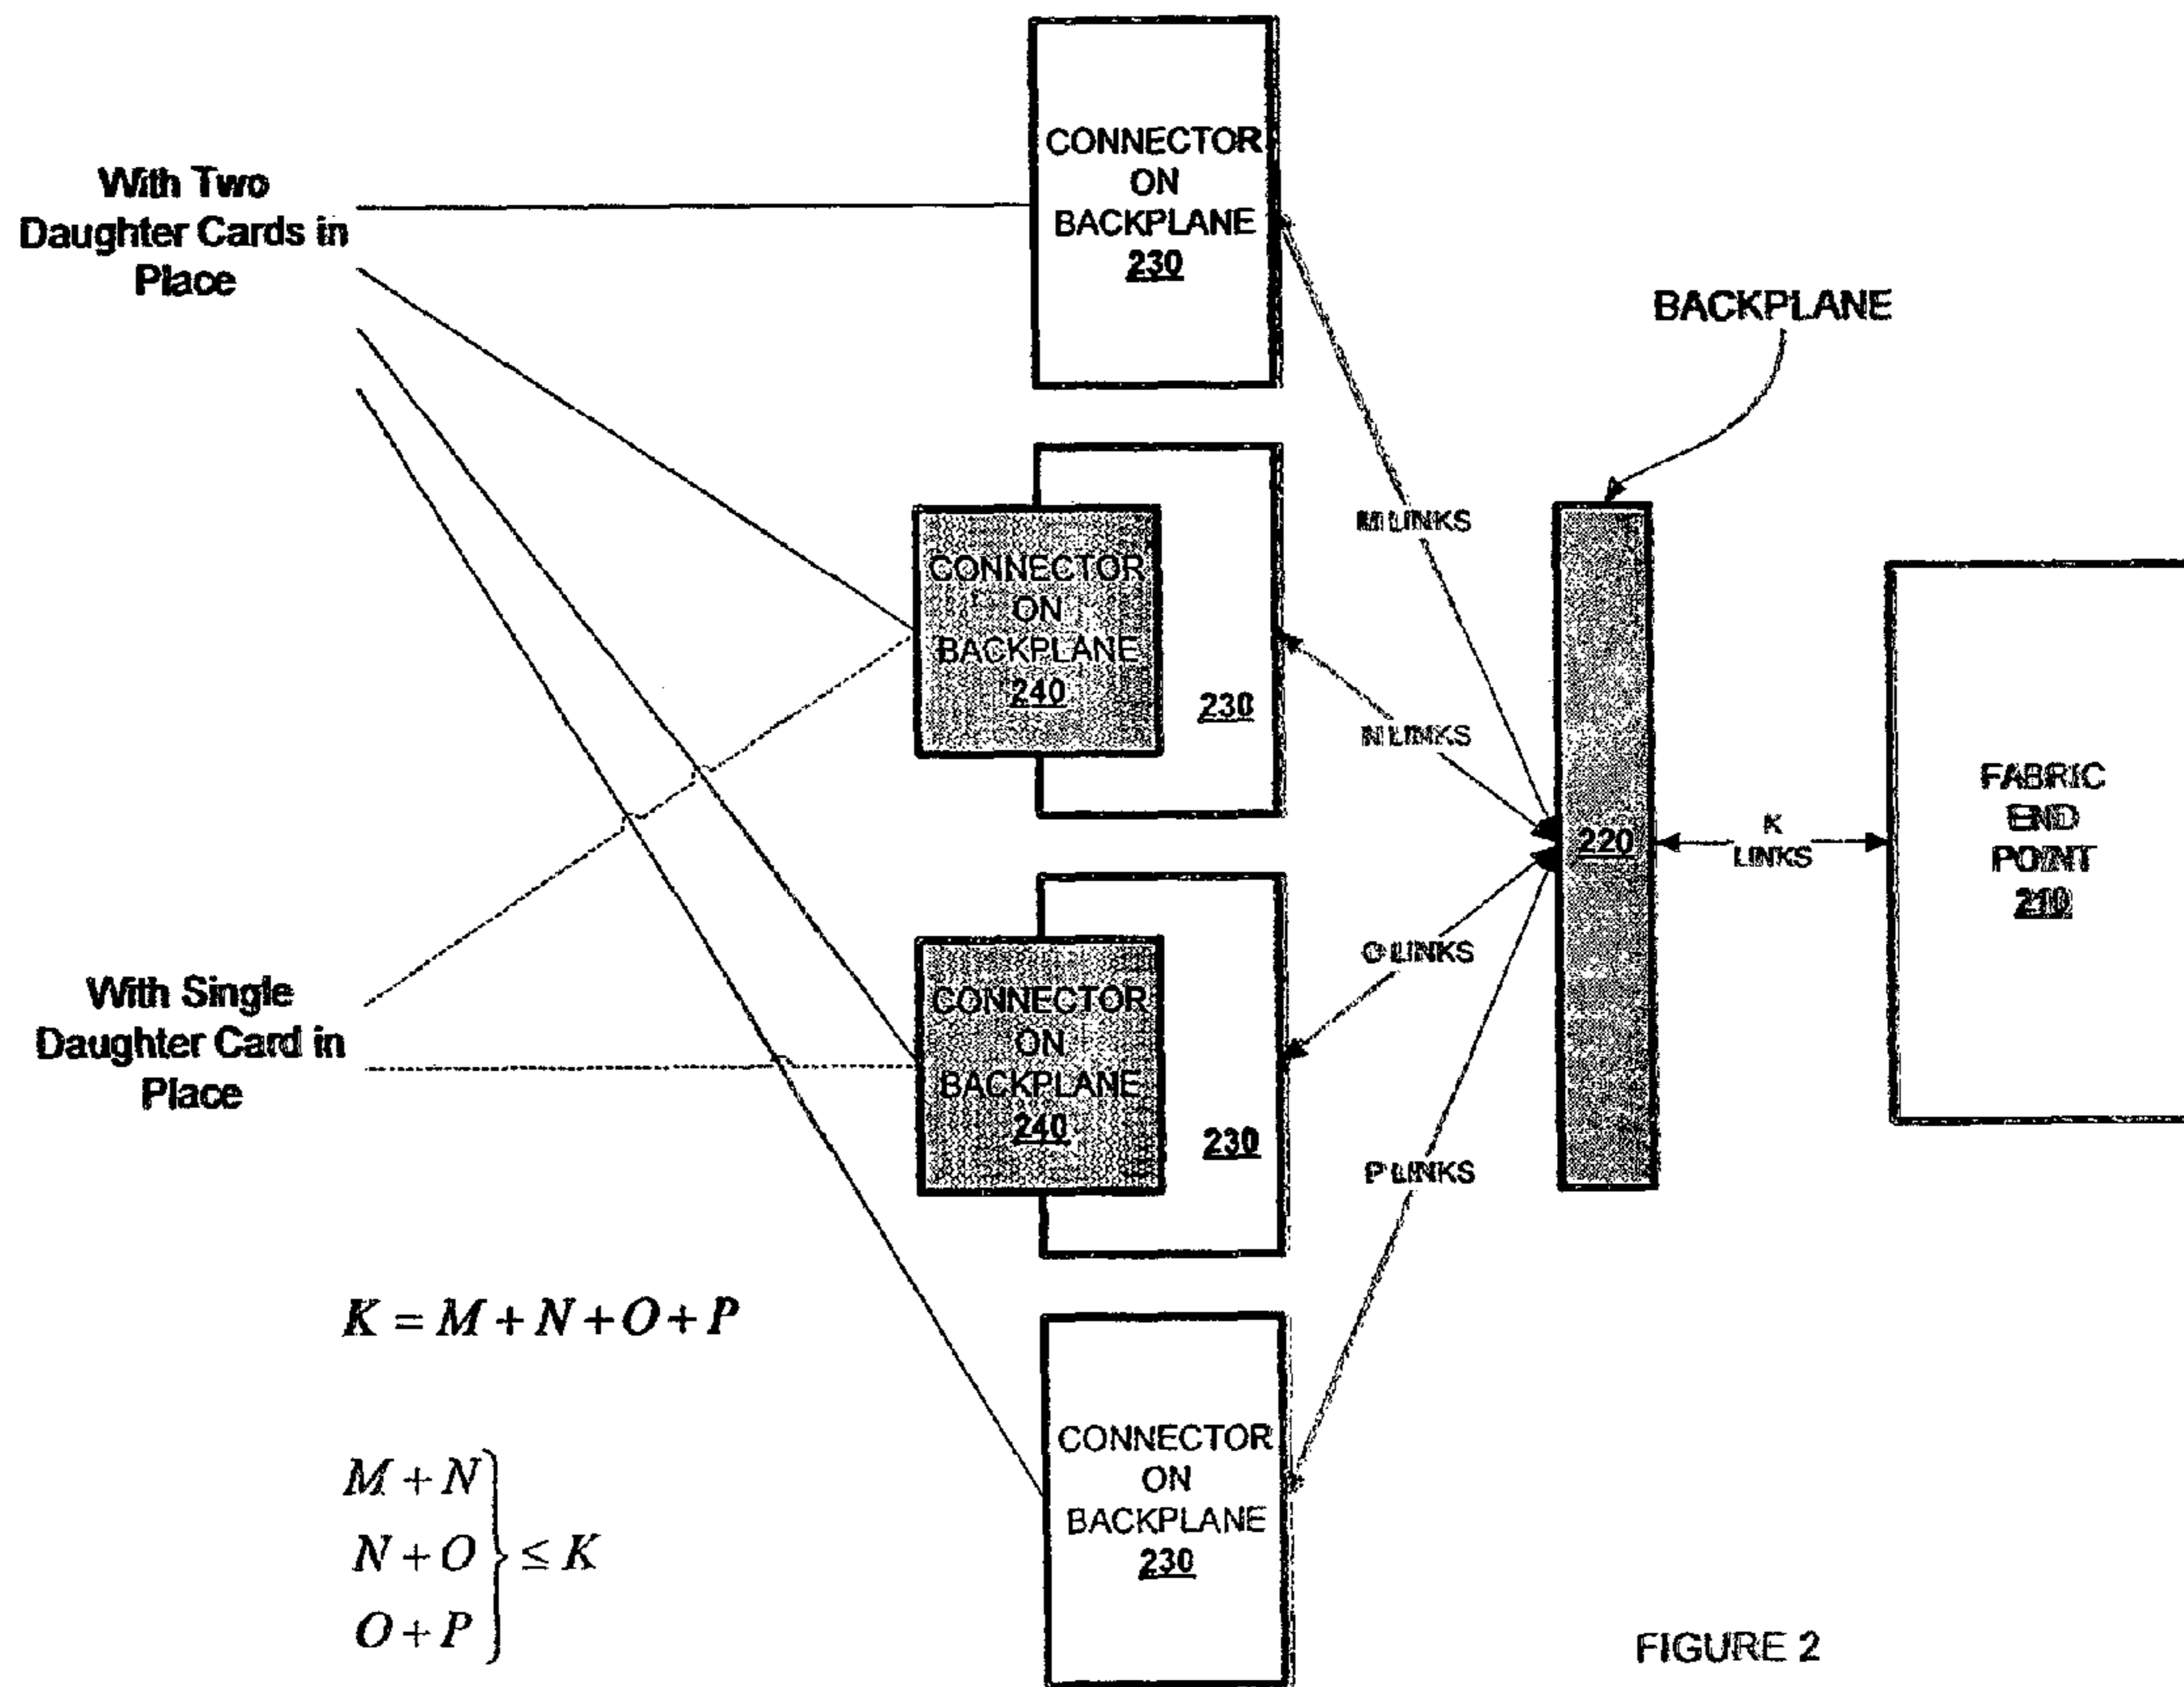 With Two
Daughter Cards in
Place
CONNECTOR
ON
BACKPLANE
230
BACKPLANE
M LINKS
CONNECTOR
ON
BACKPLANE
240
230
N LINKS
220
K
LINKS
FABRIC
END
POINT
210
With Single
Daughter Card in
Place
CONNECTOR
ON
BACKPLANE
240
230
O LINKS
P LINKS
K = M + N + O + P
CONNECTOR
ON
BACKPLANE
230
M + N
N + O } ≤ K
O + P
FIGURE 2